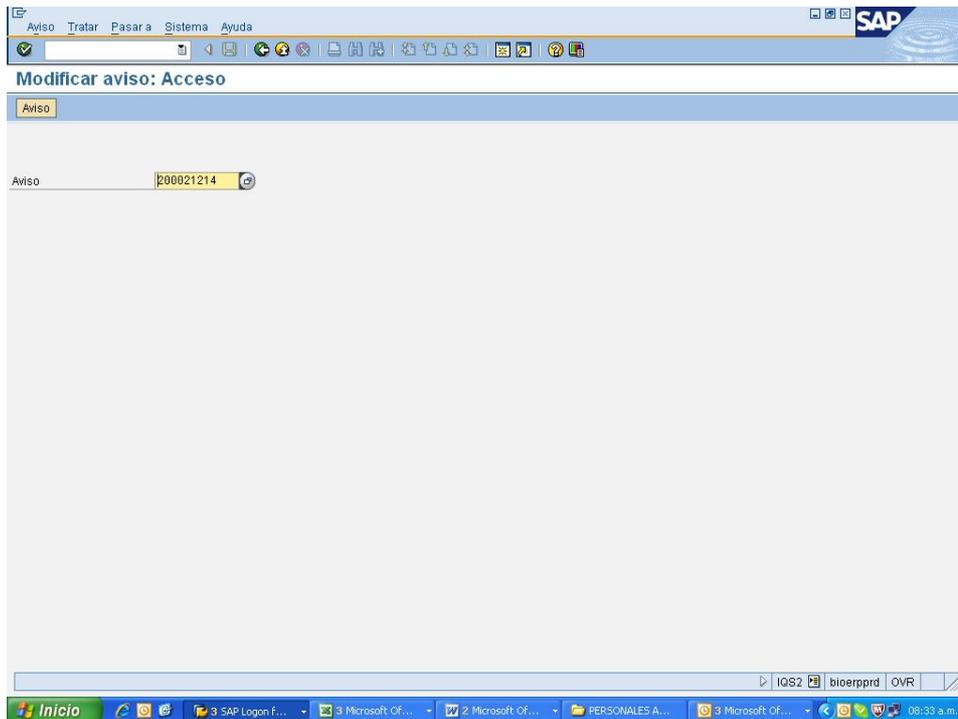 Aviso Tratar Pasar a Sistema Ayuda
SAP
Modificar aviso: Acceso
Aviso
Aviso 200021214
IQS2 bioerpprd OVR
Inicio 3 SAP Logon f... 3 Microsoft Of... 2 Microsoft Of... PERSONALES A... 3 Microsoft Of... 08:33 a.m.